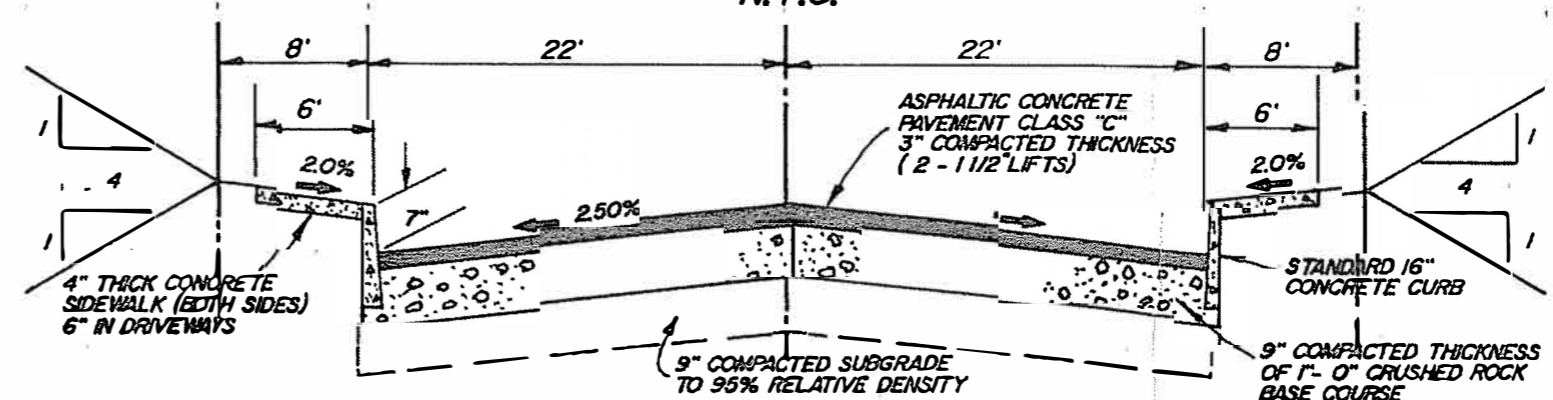 N.T.S.
8' 22' 22' 8'
6' 6'
ASPHALTIC CONCRETE
PAVEMENT CLASS "C"
3" COMPACTED THICKNESS
( 2 - 1 1/2" LIFTS)
1 2.0% 2.0% 1
4 4
7" 2.50%
1 1
4" THICK CONCRETE
SIDEWALK (BOTH SIDES)
6" IN DRIVEWAYS
STANDARD 16"
CONCRETE CURB
9" COMPACTED SUBGRADE
TO 95% RELATIVE DENSITY
9" COMPACTED THICKNESS
OF 1"- 0" CRUSHED ROCK
BASE COURSE